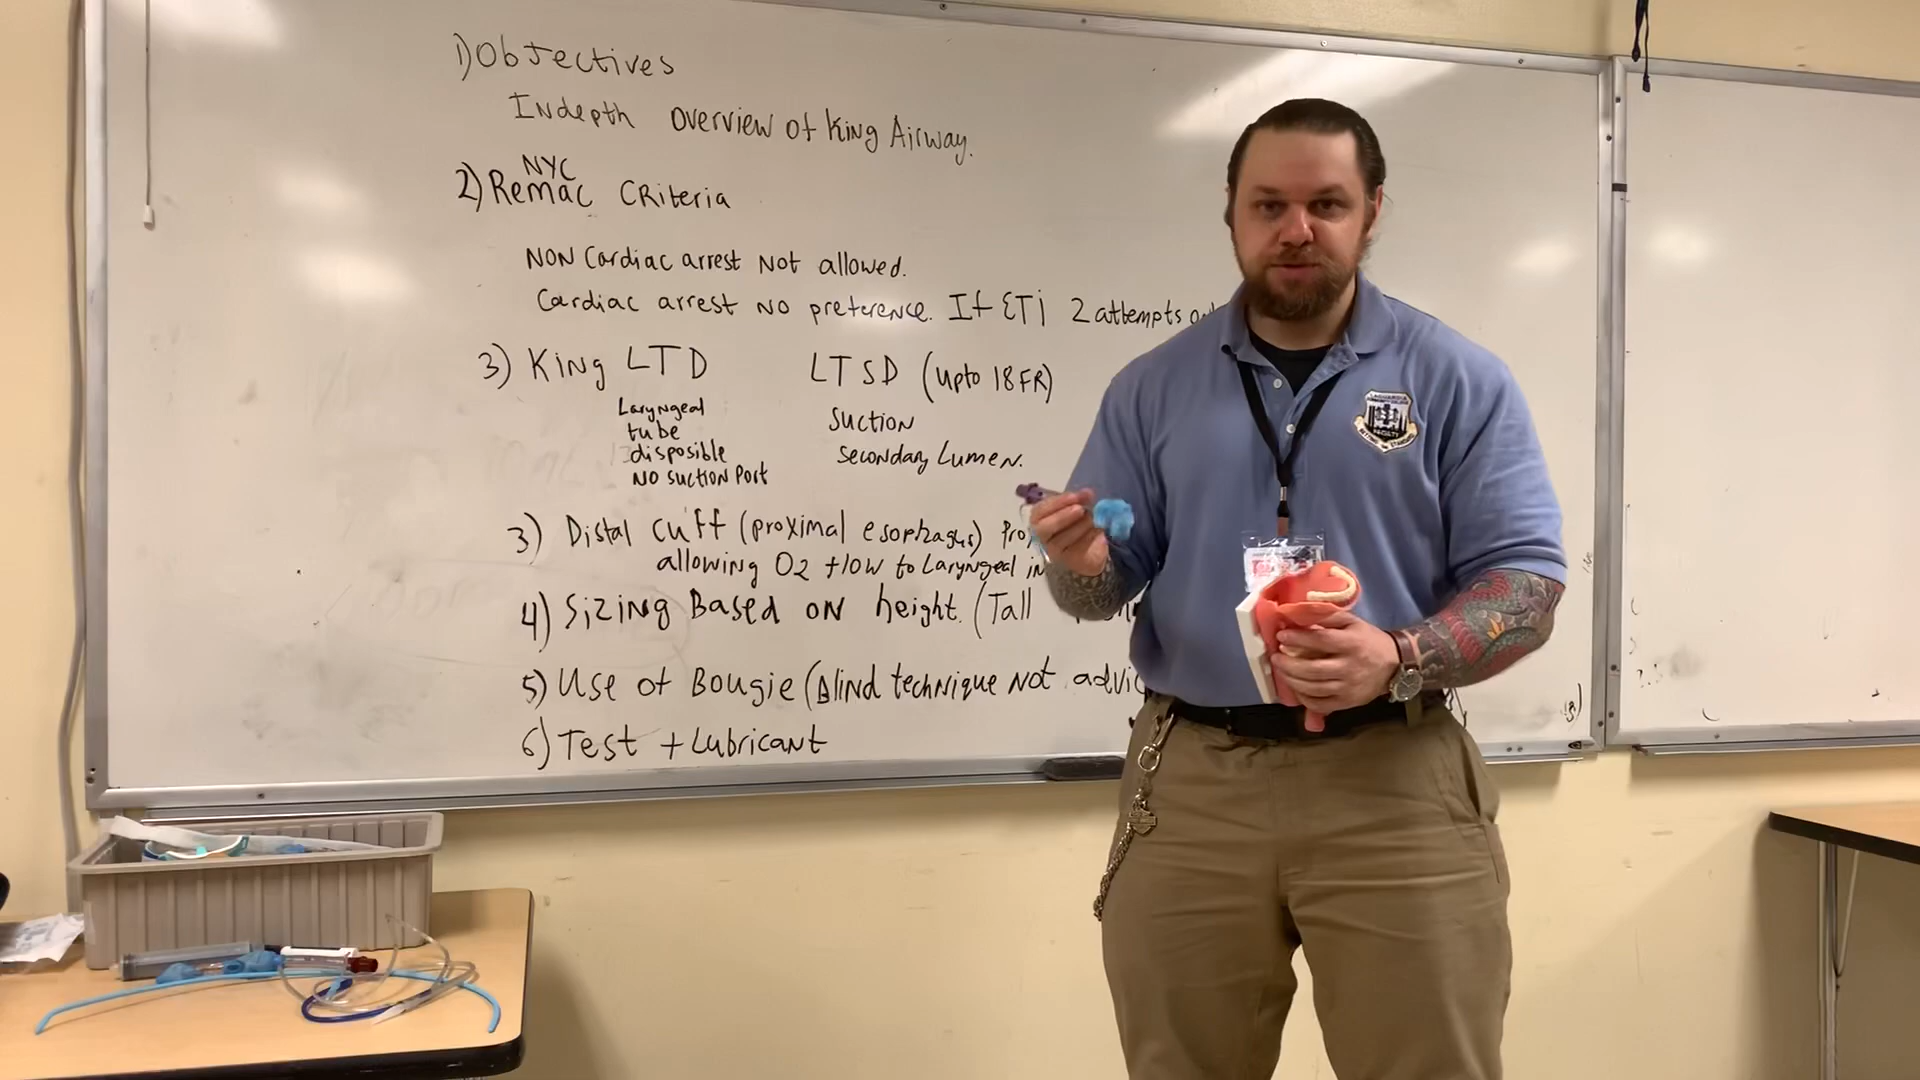 1) Objectives
Indepth overview of King Airway.
NYC
2) Remac Criteria
NON Cardiac arrest Not allowed.
Cardiac arrest No preference. If ETI 2 attempts
3) King LTD LTSD (upto 18FR)
Laryngeal
tube
disposible
NO suction Port
Suction
Secondary Lumen.
3) Distal cuff (proximal esophagus)
allowing O2 flow to Laryngeal
4) Sizing Based on height. (Tall
5) Use of Bougie (Blind technique Not
6) Test + Lubricant
LAGUARDIA
FACULTY